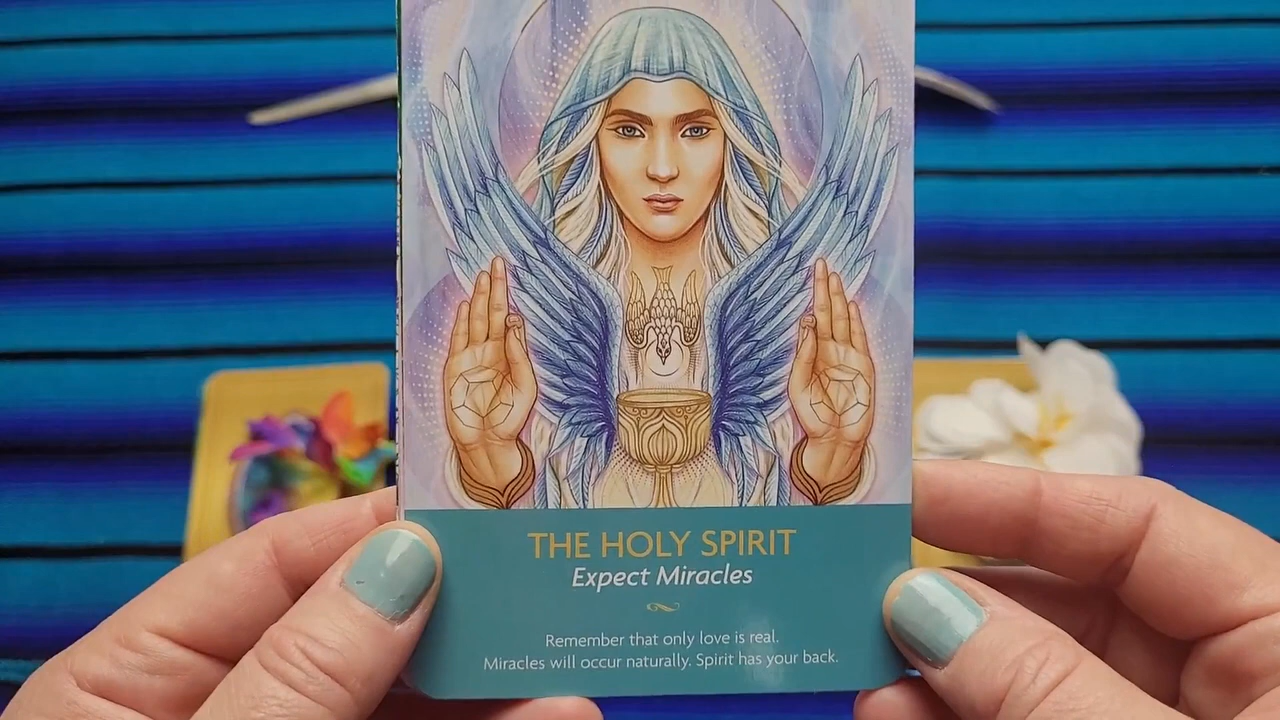 THE HOLY SPIRIT
Expect Miracles
Remember that only love is real.
Miracles will occur naturally. Spirit has your back.